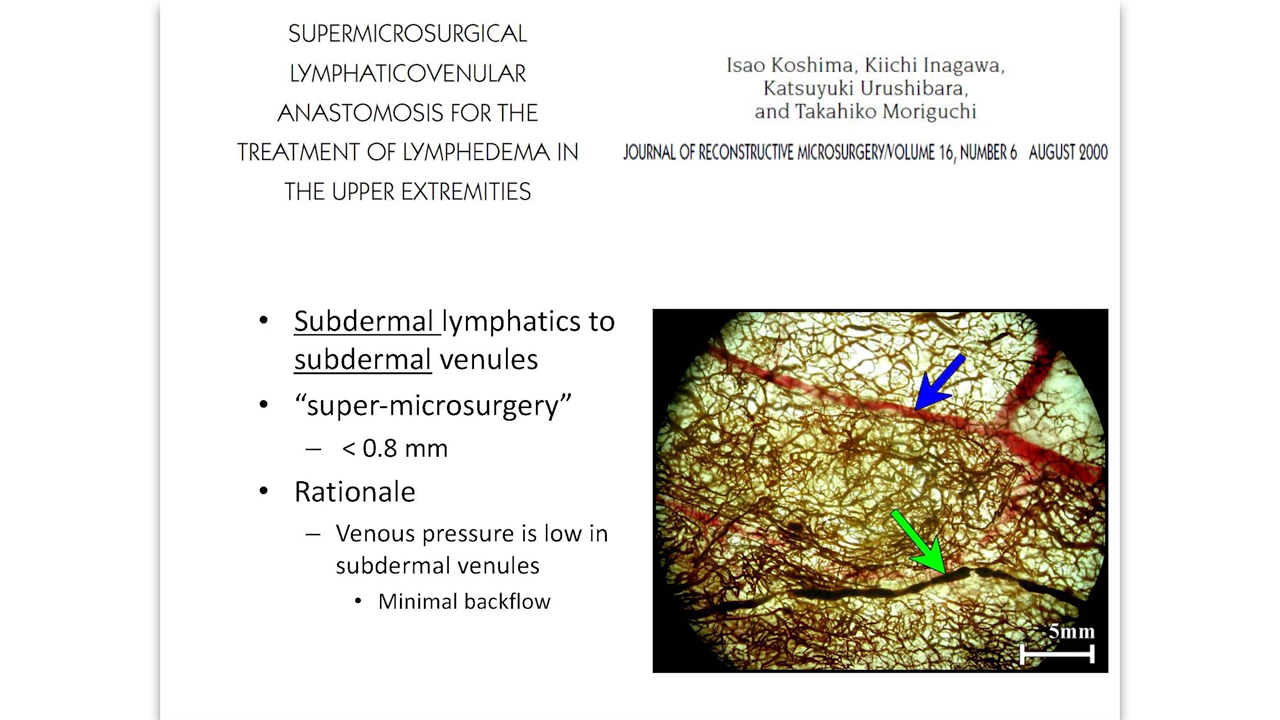 SUPERMICROSURGICAL
LYMPHATICOVENULAR
ANASTOMOSIS FOR THE
TREATMENT OF LYMPHEDEMA IN
THE UPPER EXTREMITIES
Isao Koshima, Kiichi Inagawa,
Katsuyuki Urushibara,
and Takahiko Moriguchi
JOURNAL OF RECONSTRUCTIVE MICROSURGERY/VOLUME 16, NUMBER 6 AUGUST 2000
• Subdermal lymphatics to
subdermal venules
• “super-microsurgery”
– < 0.8 mm
• Rationale
– Venous pressure is low in
subdermal venules
• Minimal backflow
5mm